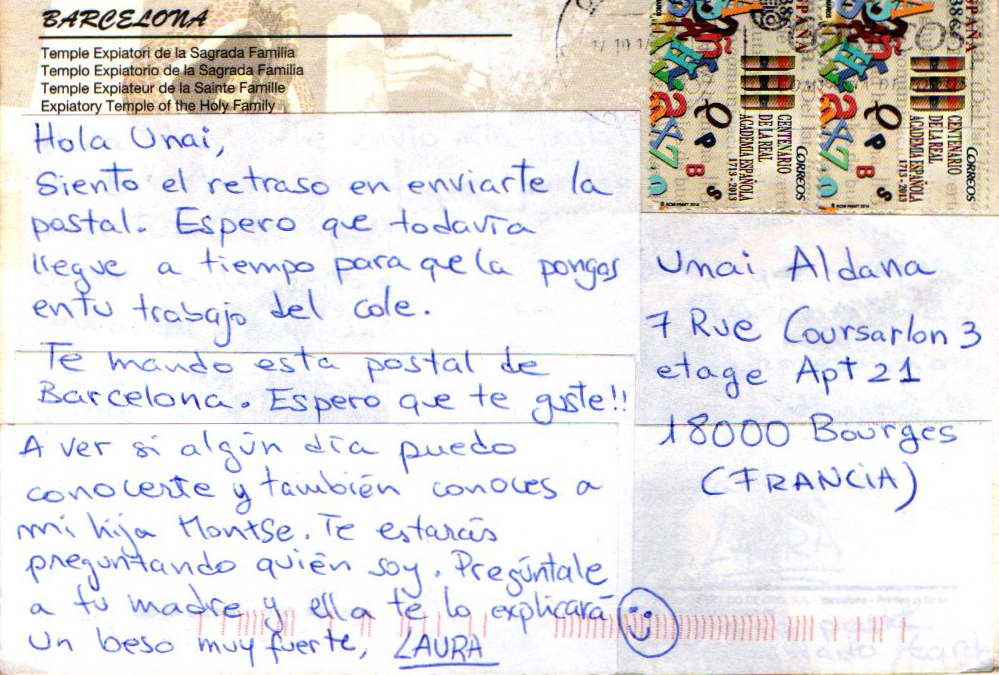 BARCELONA
Temple Expiatori de la Sagrada Familia
Templo Expiatorio de la Sagrada Familia
Temple Expiateur de la Sainte Famille
Expiatory Temple of the Holy Family
Hola Unai,
Siento el retraso en enviarte la
postal. Espero que todavía
llegue a tiempo para que la pongas
en tu trabajo del cole.
Te mando esta postal de
Barcelona. Espero que te guste!!
A ver si algún día puedo
conocerte y también conoces a
mi hija Montse. Te estarás
preguntando quién soy. Pregúntale
a tu madre y ella te lo explicará
Un beso muy fuerte, LAURA
ESPAÑA
CORREOS
CENTENARIO
DE LA REAL
ACADEMIA ESPAÑOLA
1713 - 2013
ESPAÑA
CORREOS
CENTENARIO
DE LA REAL
ACADEMIA ESPAÑOLA
1713 - 2013
Unai Aldana
7 Rue Coursarlon 3
etage Apt 21
18000 Bourges
(FRANCIA)